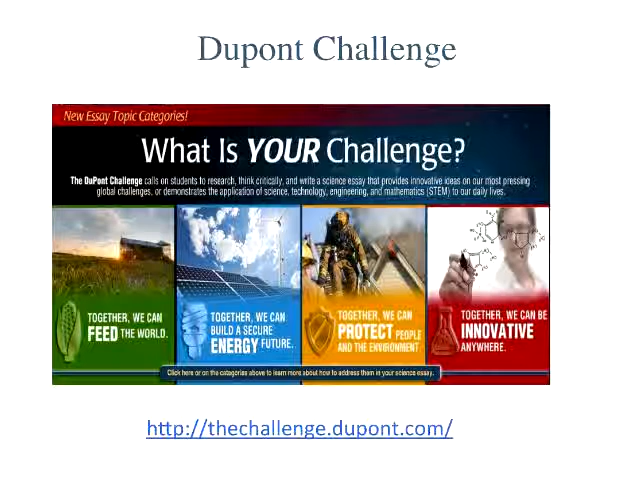 Dupont Challenge
New Essay Topic Categories!
What Is YOUR Challenge?
The DuPont Challenge calls on students to research, think critically, and write a science essay that provides innovative ideas on our most pressing
global challenges, or demonstrates the application of science, technology, engineering, and mathematics (STEM) to our daily lives.
TOGETHER, WE CAN
FEED THE WORLD.
TOGETHER, WE CAN
BUILD A SECURE
ENERGY FUTURE.
TOGETHER, WE CAN
PROTECT PEOPLE
AND THE ENVIRONMENT
TOGETHER, WE CAN BE
INNOVATIVE
ANYWHERE.
Click here or on the categories above to learn more about how to address them in your science essay.
http://thechallenge.dupont.com/